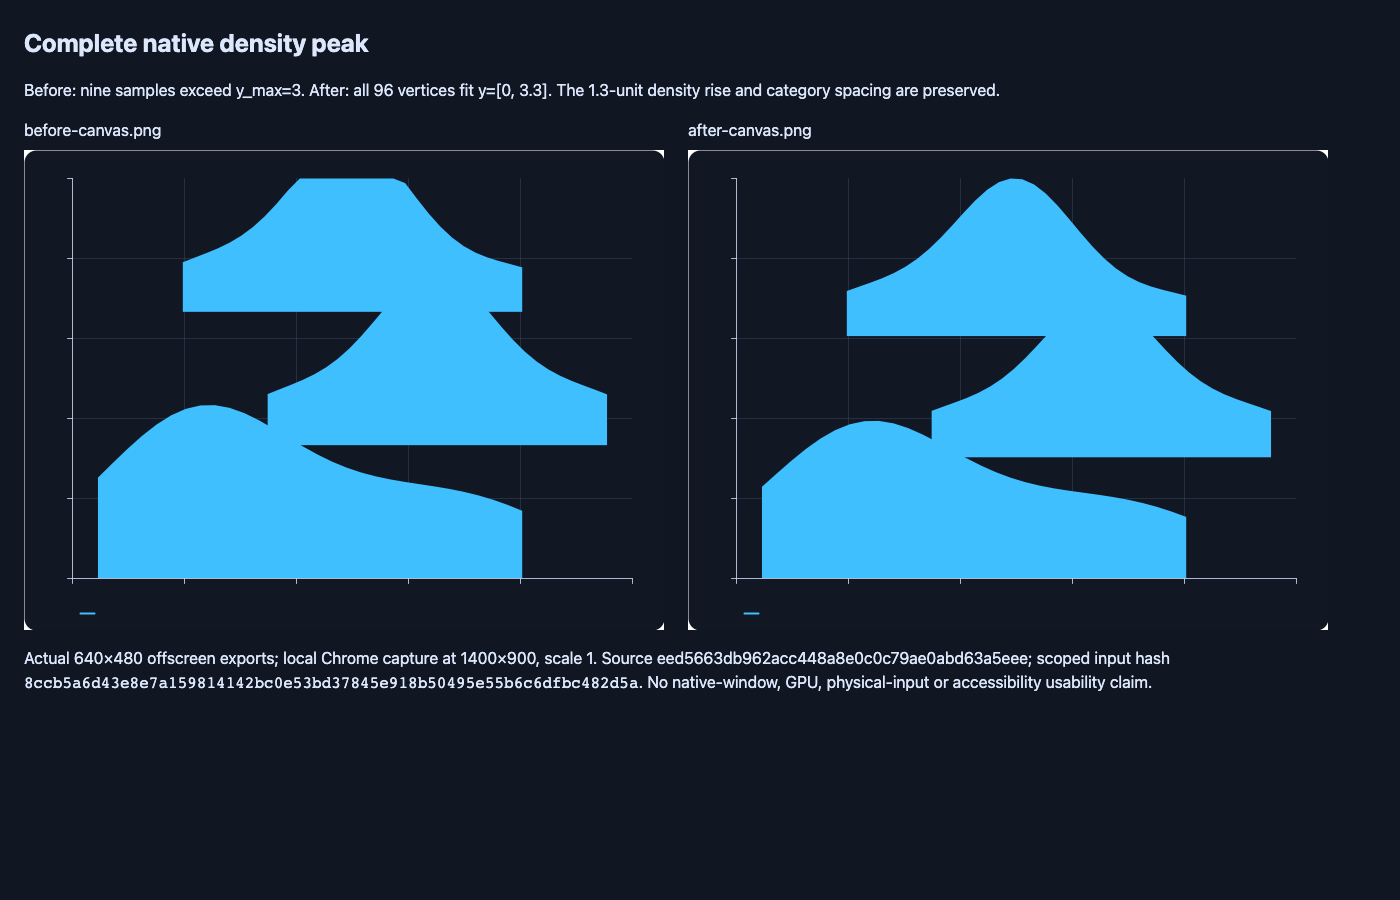 Complete native density peak
Before: nine samples exceed y_max=3. After: all 96 vertices fit y=[0, 3.3]. The 1.3-unit density rise and category spacing are preserved.
before-canvas.png
after-canvas.png
Actual 640×480 offscreen exports; local Chrome capture at 1400×900, scale 1. Source eed5663db962acc448a8e0c0c79ae0abd63a5eee; scoped input hash
8ccb5a6d43e8e7a159814142bc0e53bd37845e918b50495e55b6c6dfbc482d5a. No native-window, GPU, physical-input or accessibility usability claim.